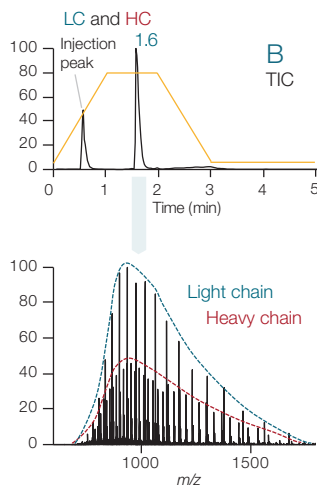 LC and HC
1.6
Injection
peak
B
TIC
100
80
60
40
20
0
0 1 2 3 4 5
Time (min)
100
80
60
40
20
0
Light chain
Heavy chain
1000 1500
m/z